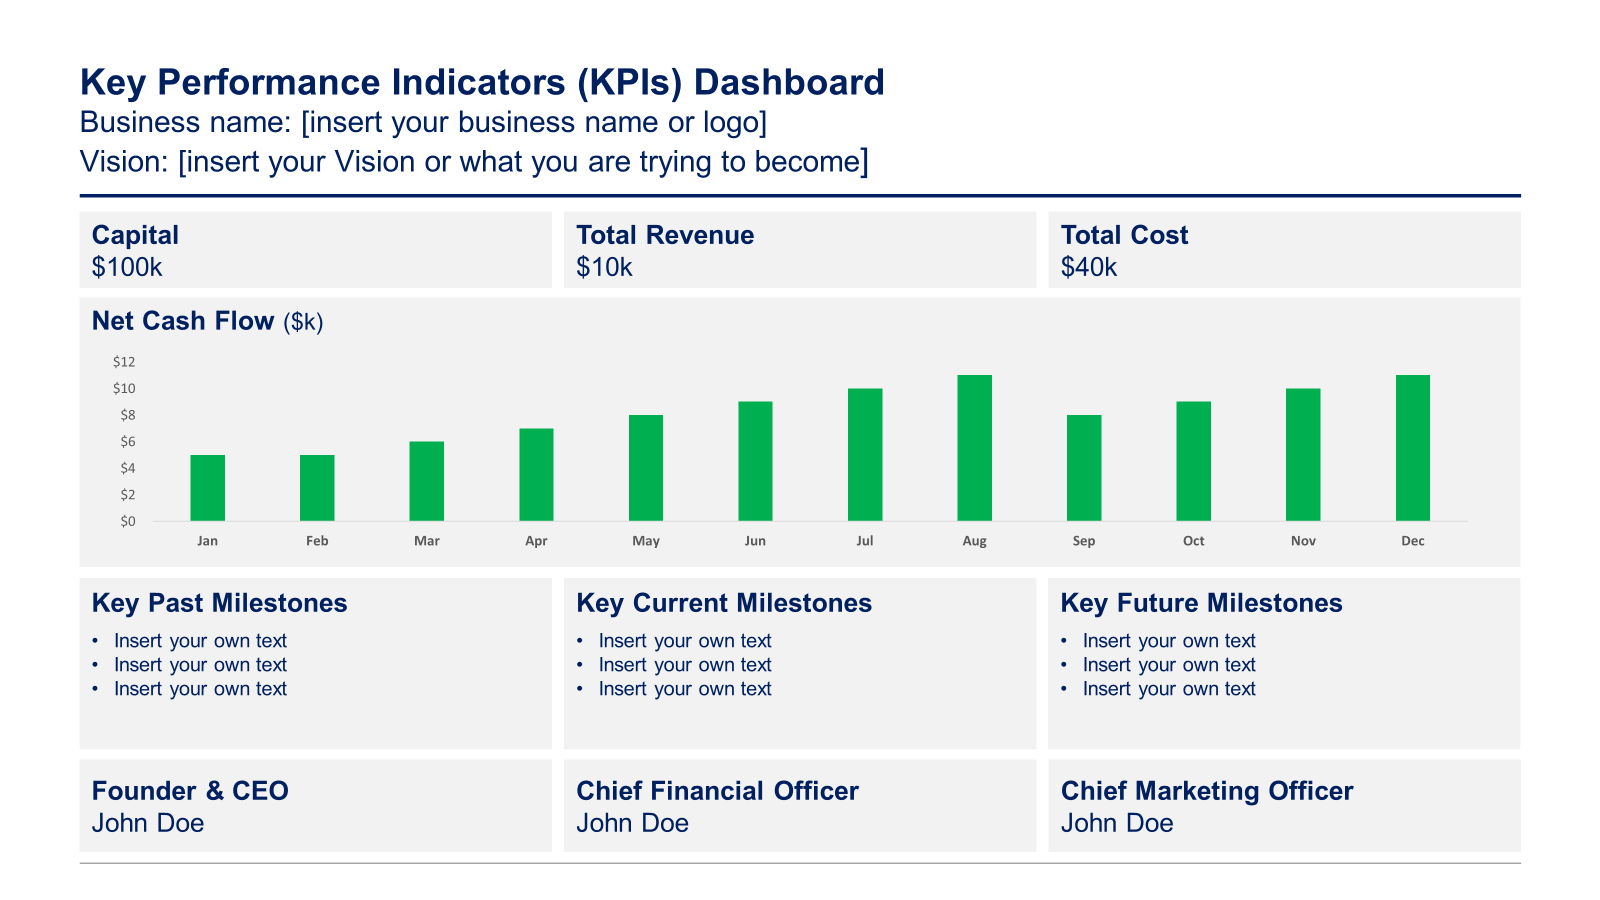 Key Performance Indicators (KPIs) Dashboard
Business name: [insert your business name or logo]
Vision: [insert your Vision or what you are trying to become]
Capital
$100k
Total Revenue
$10k
Total Cost
$40k
Net Cash Flow ($k)
$12
$10
$8
$6
$4
$2
$0
Jan Feb Mar Apr May Jun Jul Aug Sep Oct Nov Dec
Key Past Milestones
• Insert your own text
• Insert your own text
• Insert your own text
Key Current Milestones
• Insert your own text
• Insert your own text
• Insert your own text
Key Future Milestones
• Insert your own text
• Insert your own text
• Insert your own text
Founder & CEO
John Doe
Chief Financial Officer
John Doe
Chief Marketing Officer
John Doe